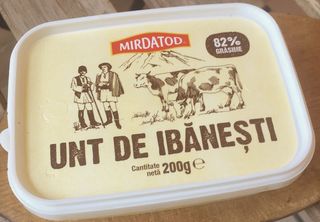 MIRDATOD
82%
GRĂSIME
UNT DE IBĂNEȘTI
Cantitate
netă 200g ℮